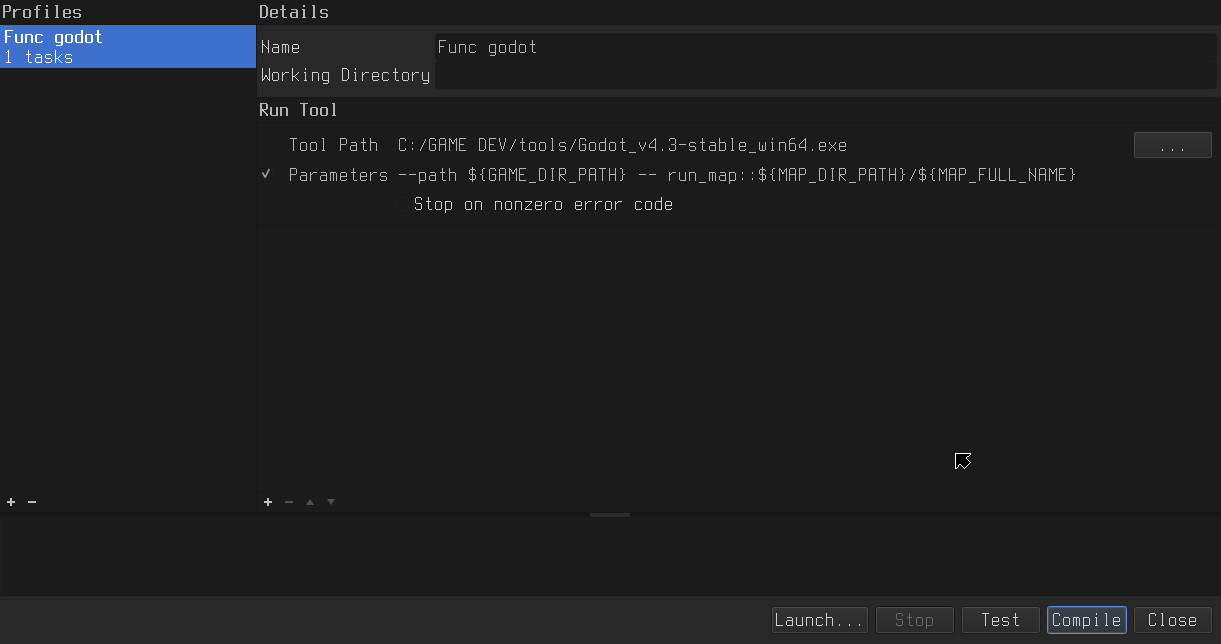 Profiles
Func godot
1 tasks
Details
Name Func godot
Working Directory
Run Tool
Tool Path C:/GAME DEV/tools/Godot_v4.3-stable_win64.exe ...
✓ Parameters --path ${GAME_DIR_PATH} -- run_map::${MAP_DIR_PATH}/${MAP_FULL_NAME}
Stop on nonzero error code
Launch... Stop Test Compile Close